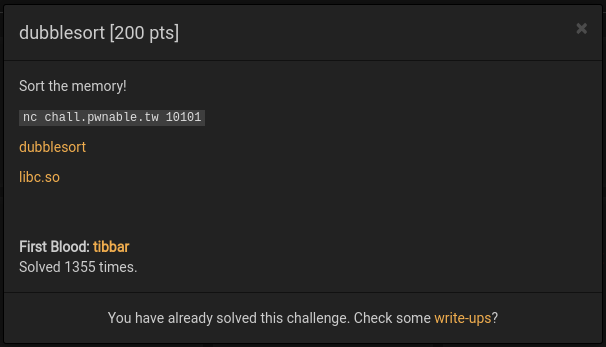 dubblesort [200 pts]
×
Sort the memory!
nc chall.pwnable.tw 10101
dubblesort
libc.so
First Blood: tibbar
Solved 1355 times.
You have already solved this challenge. Check some write-ups?